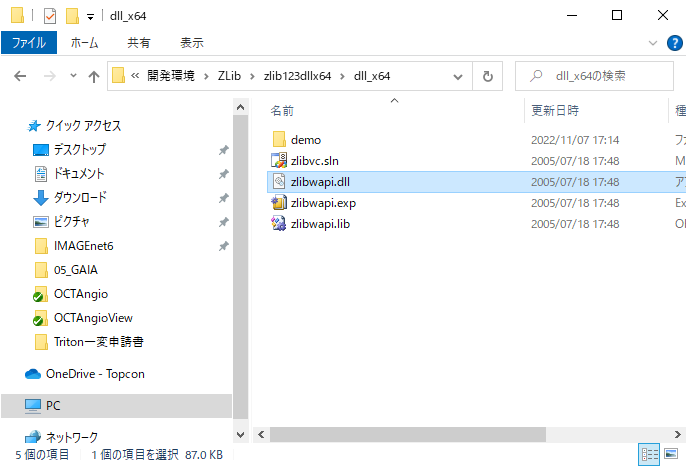 dll_x64
ファイル ホーム 共有 表示
« 開発環境 › ZLib › zlib123dllx64 › dll_x64
dll_x64の検索
名前 更新日時 種
クイック アクセス
デスクトップ
ドキュメント
ダウンロード
ピクチャ
IMAGEnet6
05_GAIA
OCTAngio
OCTAngioView
Triton一変申請書
OneDrive - Topcon
PC
ネットワーク
demo 2022/11/07 17:14 フ
zlibvc.sln 2005/07/18 17:48 M
zlibwapi.dll 2005/07/18 17:48 ア
zlibwapi.exp 2005/07/18 17:48 Ex
zlibwapi.lib 2005/07/18 17:48 Ol
5 個の項目 1 個の項目を選択 87.0 KB